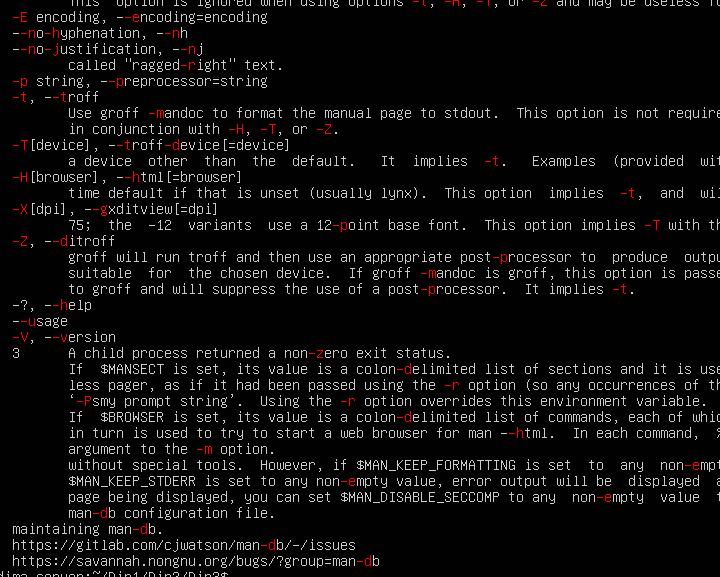 This  option is ignored when using options -t, -H, -T, or -Z and may be useless fo
-E encoding, --encoding=encoding
--no-hyphenation, --nh
--no-justification, --nj
called "ragged-right" text.
-p string, --preprocessor=string
-t, --troff
Use groff -mandoc to format the manual page to stdout.  This option is not require
in conjunction with -H, -T, or -Z.
-T[device], --troff-device[=device]
a  device  other  than  the  default.   It  implies  -t.   Examples  (provided  wit
-H[browser], --html[=browser]
time default if that is unset (usually lynx).  This option  implies  -t,  and  wil
-X[dpi], --gxditview[=dpi]
75;  the  -12  variants  use a 12-point base font.  This option implies -T with th
-Z, --ditroff
groff will run troff and then use an appropriate post-processor to  produce  outpu
suitable  for  the chosen device.  If groff -mandoc is groff, this option is passe
to groff and will suppress the use of a post-processor.  It implies -t.
-?, --help
--usage
-V, --version
3      A child process returned a non-zero exit status.
If  $MANSECT is set, its value is a colon-delimited list of sections and it is use
less pager, as if it had been passed using the -r option (so any occurrences of th
‘-Psmy prompt string’.  Using the -r option overrides this environment variable.
If  $BROWSER is set, its value is a colon-delimited list of commands, each of whic
in turn is used to try to start a web browser for man --html.  In each command,  %
argument to the -m option.
without special tools.  However, if $MAN_KEEP_FORMATTING is set  to  any  non-empt
$MAN_KEEP_STDERR is set to any non-empty value, error output will be  displayed  a
page being displayed, you can set $MAN_DISABLE_SECCOMP to any  non-empty  value  t
man-db configuration file.
maintaining man-db.
https://gitlab.com/cjwatson/man-db/-/issues
https://savannah.nongnu.org/bugs/?group=man-db
dima_server:~/Dir1/Dir2/Dir3$